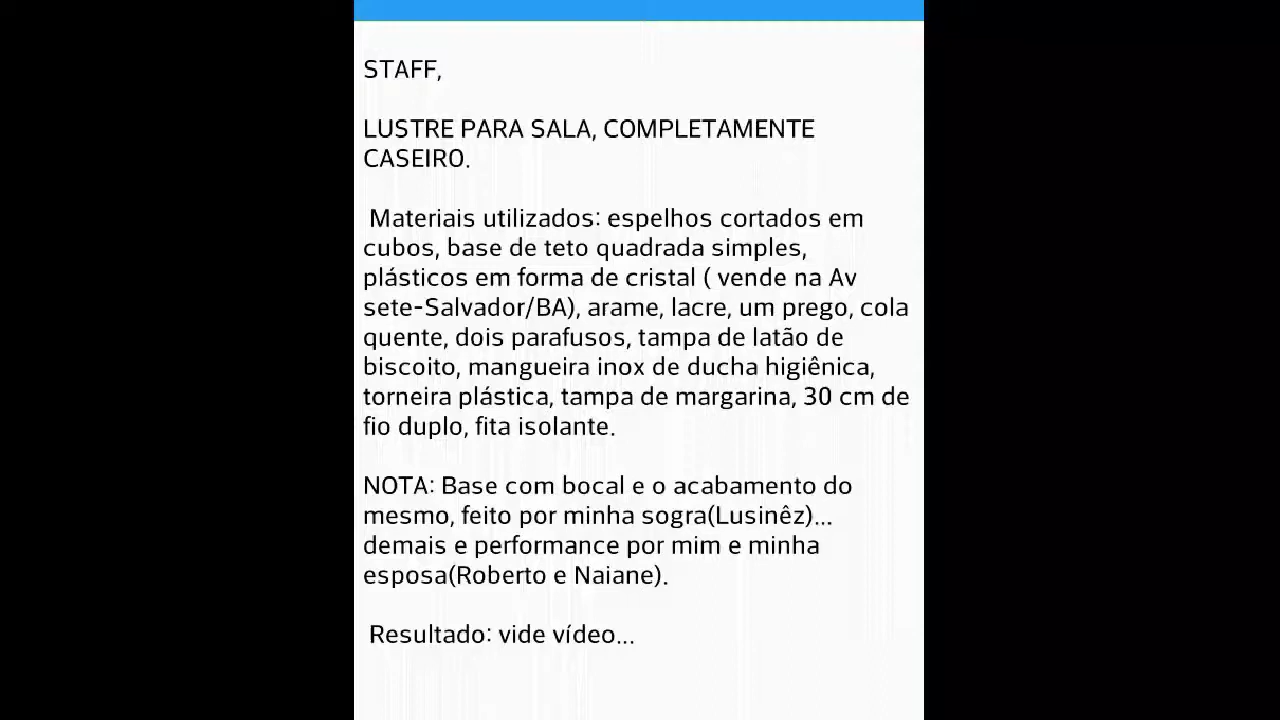 STAFF,
LUSTRE PARA SALA, COMPLETAMENTE
CASEIRO.
Materiais utilizados: espelhos cortados em
cubos, base de teto quadrada simples,
plásticos em forma de cristal ( vende na Av
sete-Salvador/BA), arame, lacre, um prego, cola
quente, dois parafusos, tampa de latão de
biscoito, mangueira inox de ducha higiênica,
torneira plástica, tampa de margarina, 30 cm de
fio duplo, fita isolante.
NOTA: Base com bocal e o acabamento do
mesmo, feito por minha sogra(Lusinêz)...
demais e performance por mim e minha
esposa(Roberto e Naiane).
Resultado: vide vídeo...